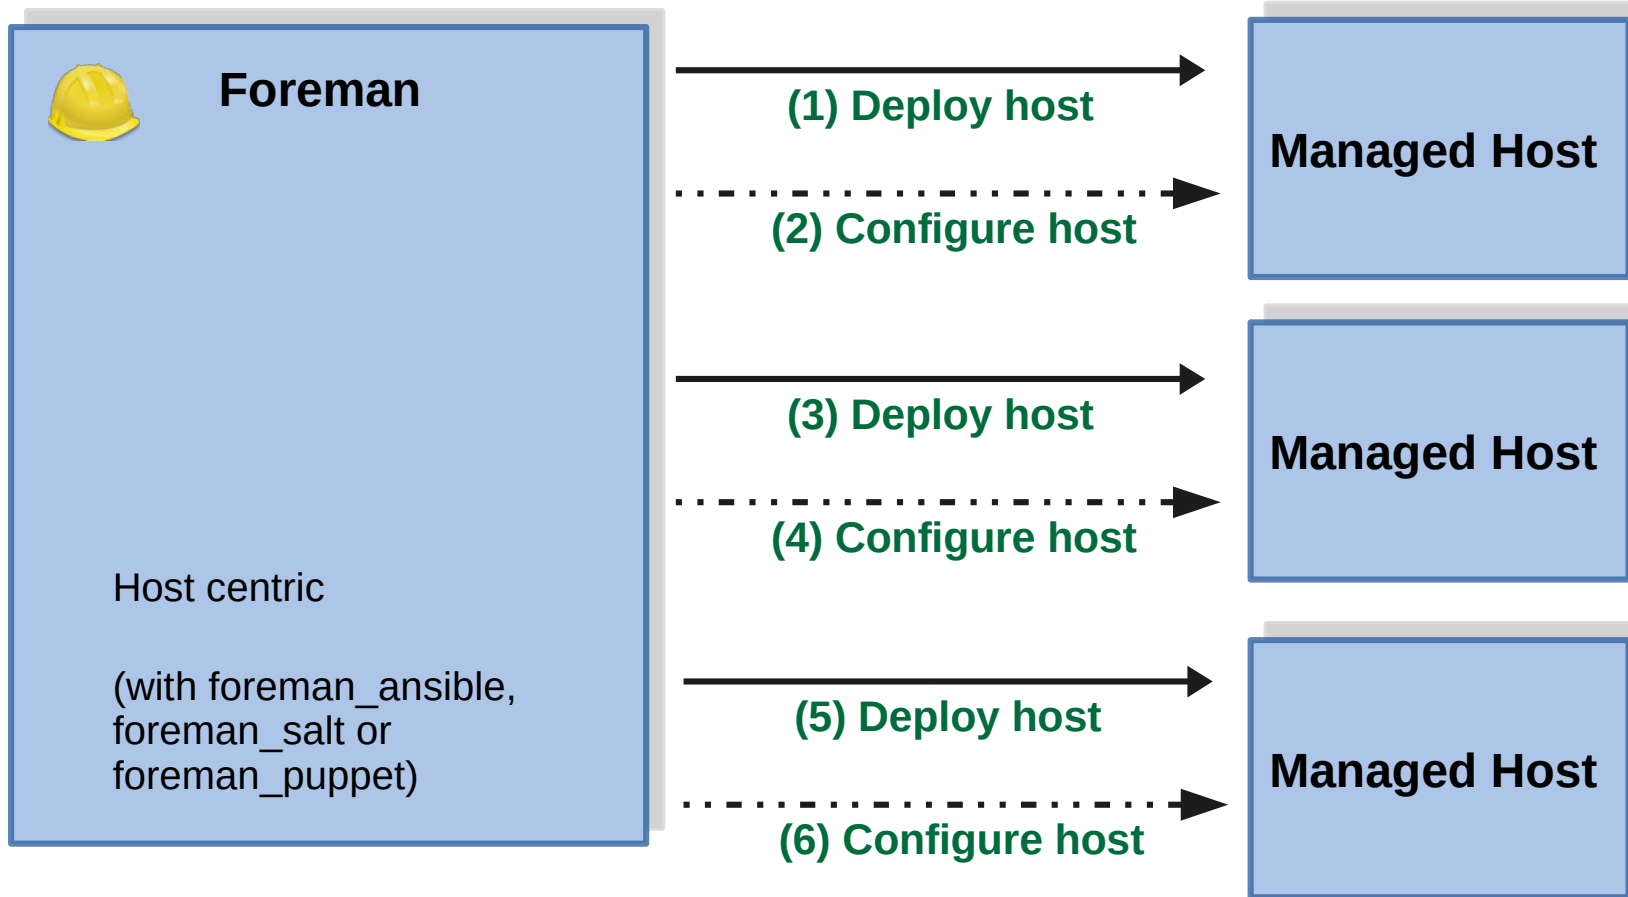 Foreman
(1) Deploy host
Managed Host
(2) Configure host
(3) Deploy host
Managed Host
(4) Configure host
Host centric
(with foreman_ansible,
foreman_salt or
foreman_puppet)
(5) Deploy host
Managed Host
(6) Configure host